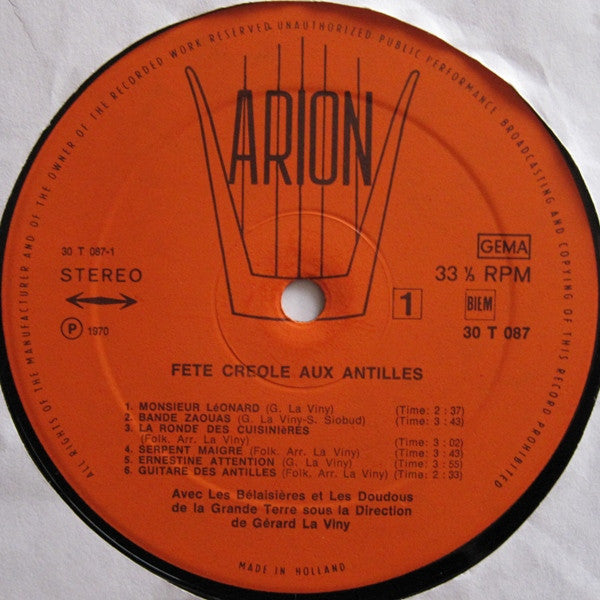 ALL RIGHTS OF THE MANUFACTURER AND OF THE OWNER OF THE RECORDED WORK RESERVED. UNAUTHORIZED PUBLIC PERFORMANCE BROADCASTING AND COPYING OF THIS RECORD PROHIBITED
ARION
30 T 087-1
STEREO
P 1970
GEMA
33 ⅓ RPM
1 BIEM
30 T 087
FETE CREOLE AUX ANTILLES
1. MONSIEUR LéONARD (G. La Viny) (Time: 2 : 37)
2. BANDE ZAOUAS (G. La Viny-S. Siobud) (Time: 3 : 43)
3. LA RONDE DES CUISINIèRES
(Folk. Arr. La Viny) (Time: 3 : 02)
4. SERPENT MAIGRE (Folk. Arr. La Viny) (Time: 3 : 43)
5. ERNESTINE ATTENTION (G. La Viny) (Time: 3 : 55)
6. GUITARE DES ANTILLES (Folk. Arr. La Viny) (Time: 2 : 33)
Avec Les Bélaisières et Les Doudous
de la Grande Terre sous la Direction
de Gérard La Viny
MADE IN HOLLAND